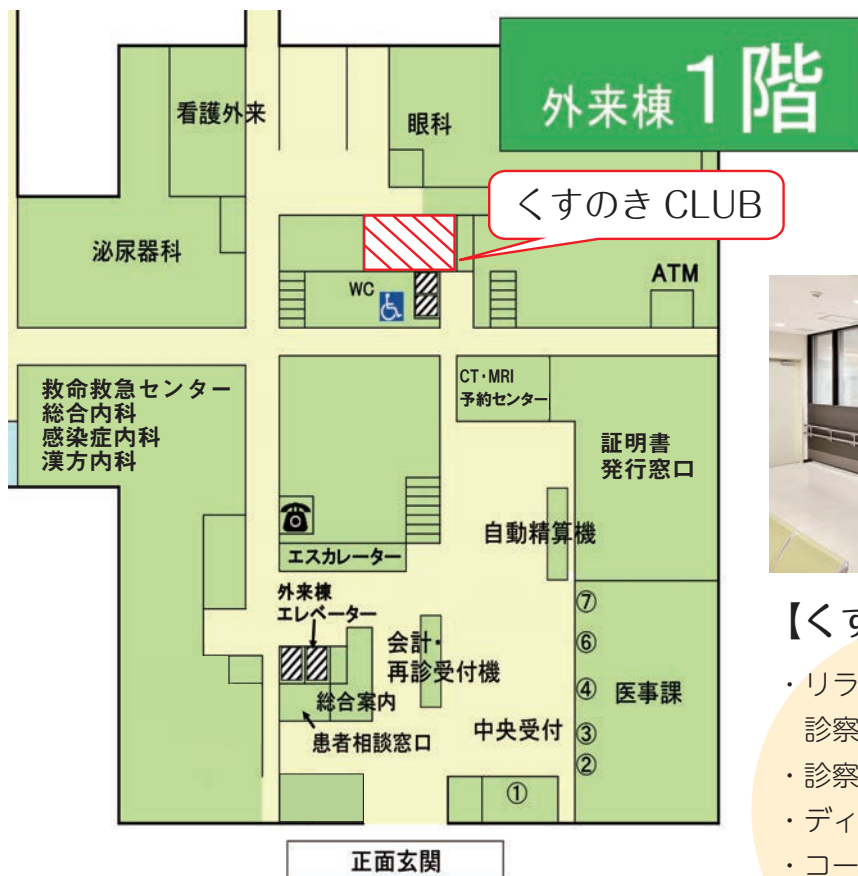 外来棟1階
看護外来
眼科
くすのき CLUB
泌尿器科
WC
ATM
救命救急センター
総合内科
感染症内科
漢方内科
CT・MRI
予約センター
証明書
発行窓口
自動精算機
エスカレーター
外来棟
エレベーター
会計・
再診受付機
総合案内
患者相談窓口
中央受付
⑦
⑥
④
③
②
医事課
①
正面玄関
【くす
・リラ
診察
・診察
・ディ
・コー